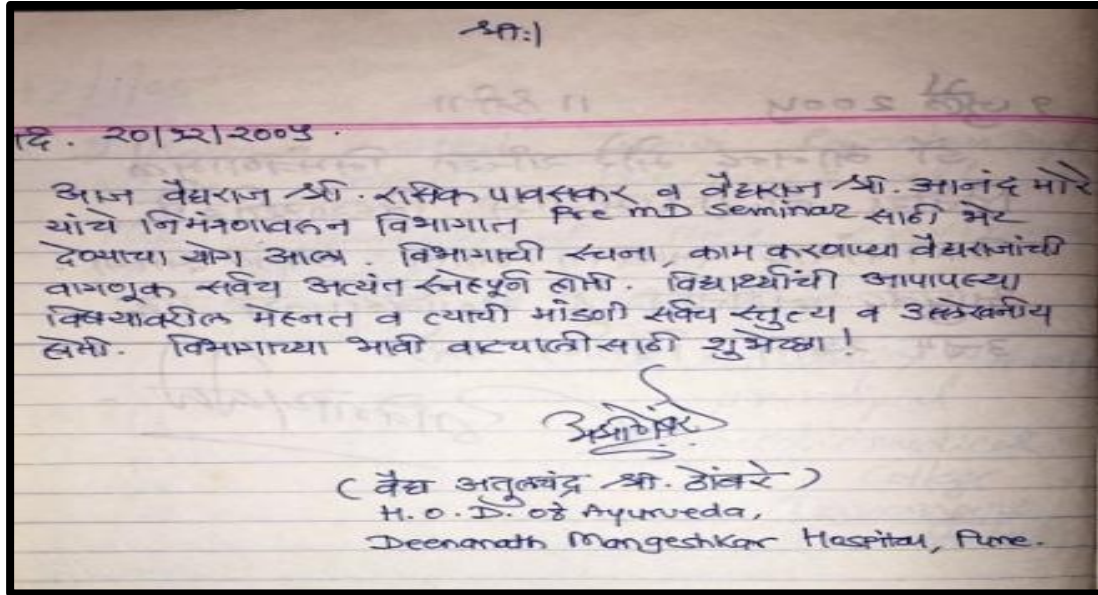 श्रीः।
दि. २०/१२/२००५.
आज वैद्यराज श्री. रसिक पावसकर व वैद्यराज श्री. आनंद मोरे
यांचे निमंत्रणावरून विभागात Pre MD Seminar साठी भेट
देण्याचा योग आला. विभागाची रचना, काम करणाऱ्या वैद्यराजांची
वागणूक सर्वच अत्यंत स्नेहपूर्ण होती. विद्यार्थ्यांची आपापल्या
विषयावरील मेहनत व त्याची मांडणी सर्वच स्तुत्य व उल्लेखनीय
होती. विभागाच्या भावी वाटचालीसाठी शुभेच्छा!
(वैद्य अतुलचंद्र श्री. ठोंबरे)
H.O.D. of Ayurveda,
Deenanath Mangeshkar Hospital, Pune.